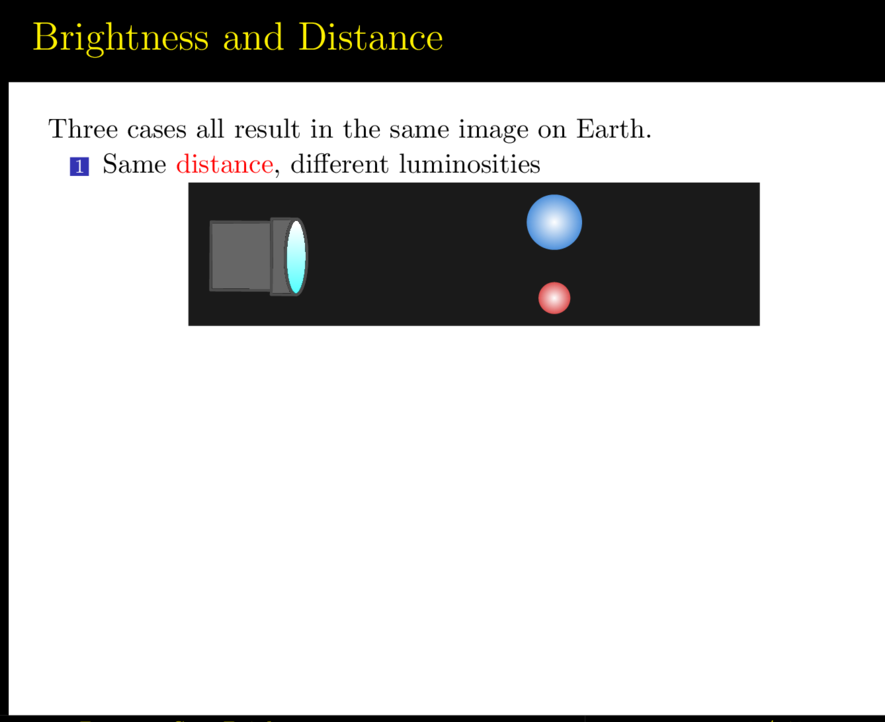 Brightness and Distance
Three cases all result in the same image on Earth.
1 Same distance, different luminosities